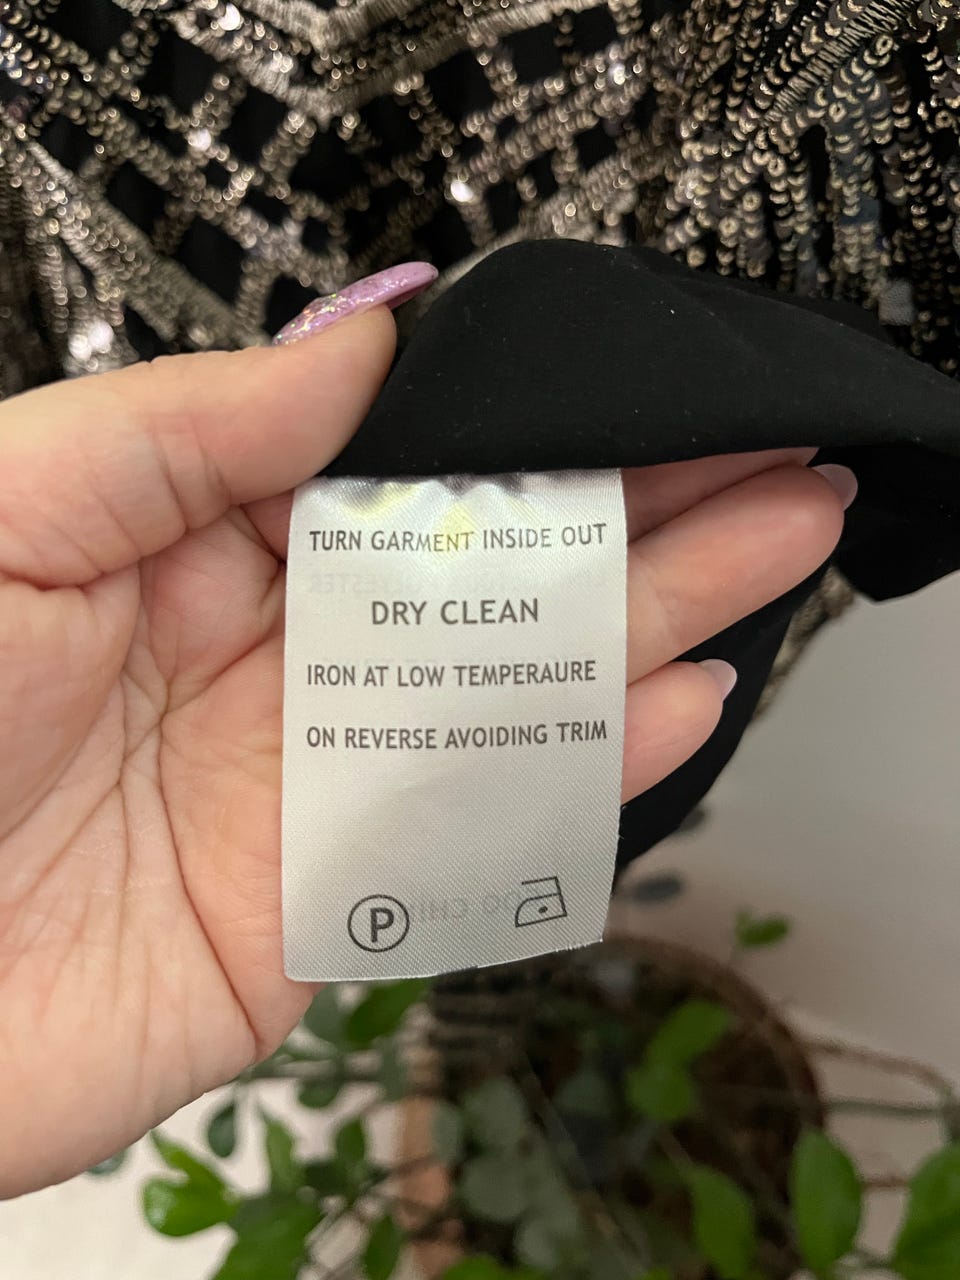 TURN GARMENT INSIDE OUT
DRY CLEAN
IRON AT LOW TEMPERAURE
ON REVERSE AVOIDING TRIM
P